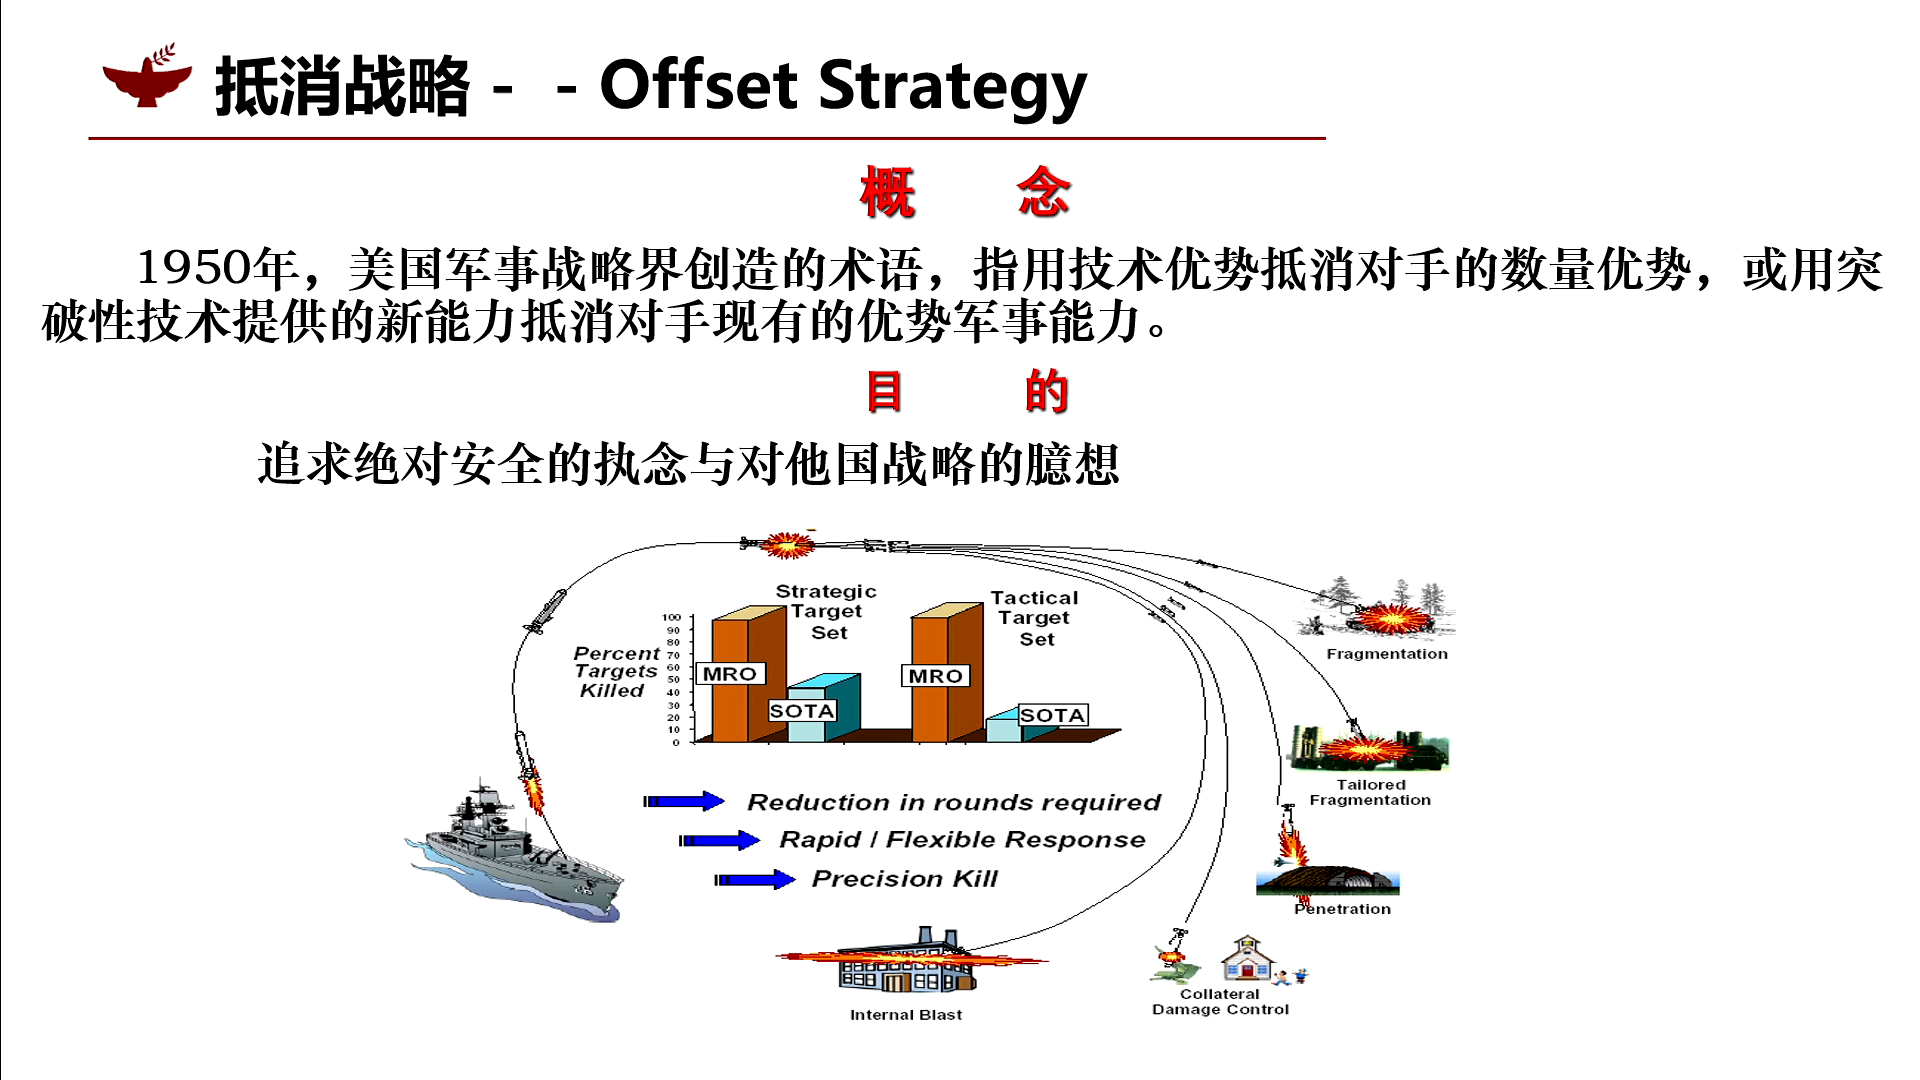 抵消战略－－Offset Strategy
概 念
1950年，美国军事战略界创造的术语，指用技术优势抵消对手的数量优势，或用突
破性技术提供的新能力抵消对手现有的优势军事能力。
目 的
追求绝对安全的执念与对他国战略的臆想
Strategic
Target
Set
Tactical
Target
Set
Percent
Targets
Killed
100
90
80
70
60
50
40
30
20
10
0
MRO
SOTA
MRO
SOTA
Fragmentation
Tailored
Fragmentation
Reduction in rounds required
Rapid / Flexible Response
Precision Kill
Penetration
Collateral
Damage Control
Internal Blast